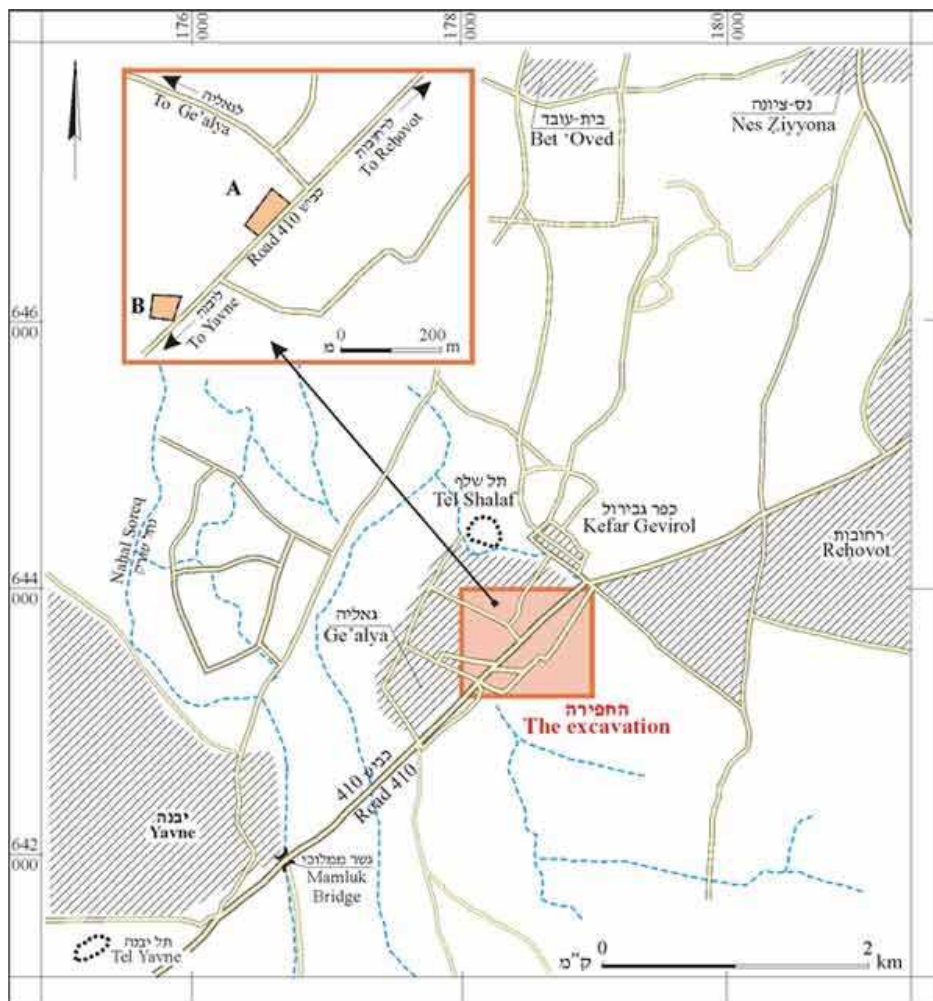 176
000
178
000
180
000
לגאליה
To Ge'alya
לרחובות
To Rehovot
A
כביש 410
Road 410
B
ליבנה
To Yavne
0 200
מ m
בית-עובד
Bet 'Oved
נס-ציונה
Nes Ziyyona
646
000
תל שלף
Tel Shalaf
כפר גבירול
Kefar Gevirol
רחובות
Rehovot
Nahal Soreq
נחל שורק
644
000
גאליה
Ge'alya
החפירה
The excavation
כביש 410
Road 410
יבנה
Yavne
642
000
גשר ממלוכי
Mamluk
Bridge
תל יבנה
Tel Yavne
0 2
ק"מ km